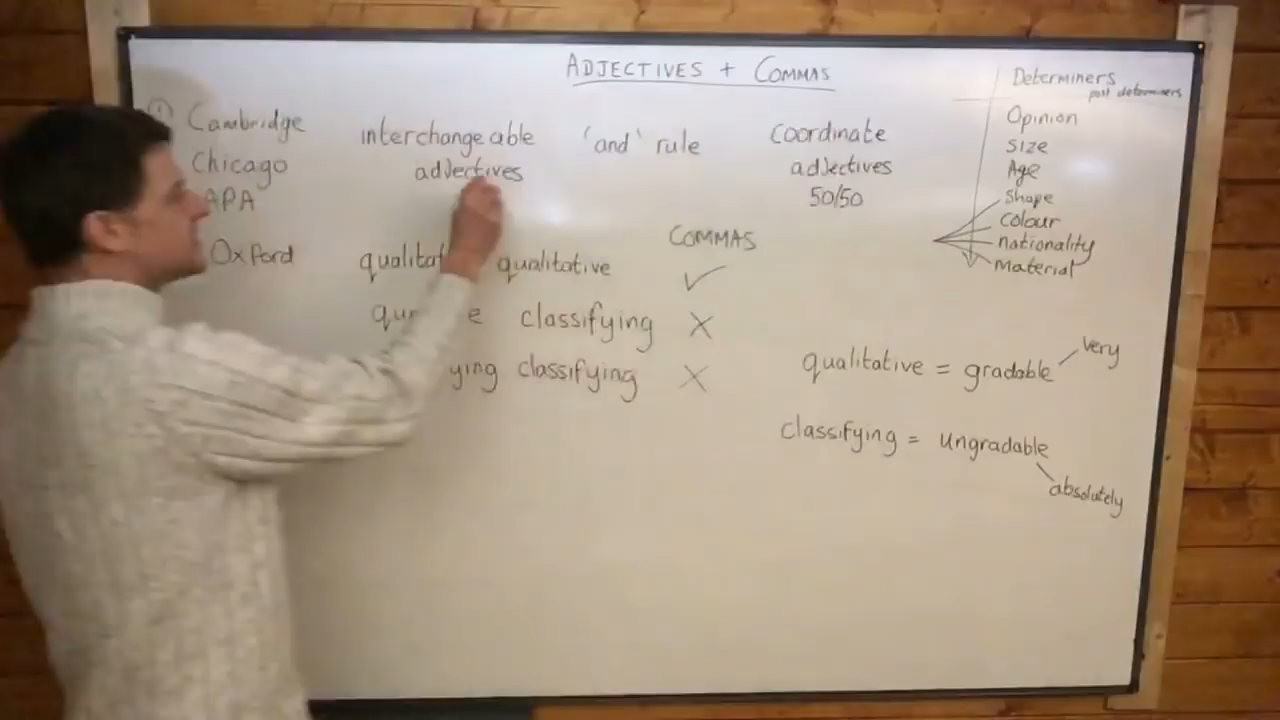 ADJECTIVES + COMMAS
Cambridge
Chicago
APA
interchangeable
adjectives
'and' rule
Coordinate
adjectives
50/50
COMMAS
Oxford
qualitative ✓
classifying X
classifying X
Determiners
post determiners
Opinion
Size
Age
Shape
Colour
nationality
material
qualitative = gradable
very
classifying = ungradable
absolutely